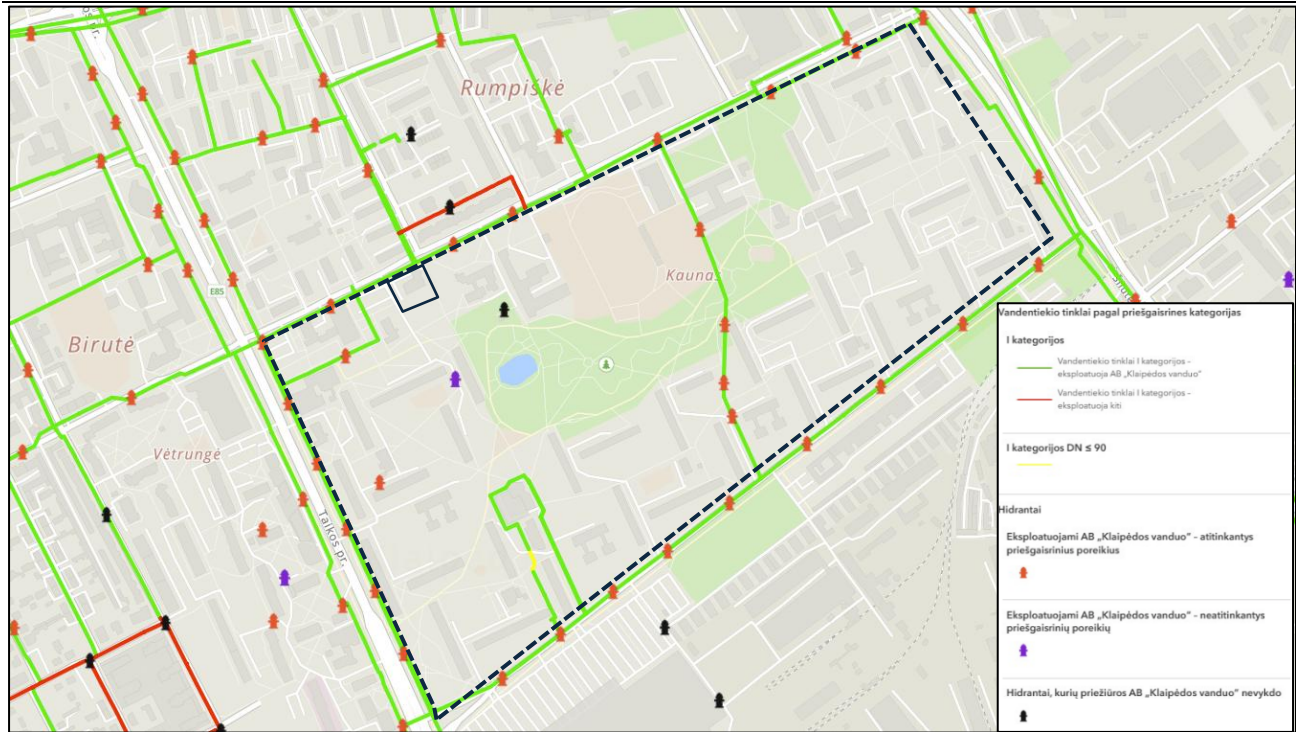 Rumpiškė
Kaunas
E85
Birutė
Vėtrungė
Taikos pr.
Vandentiekio tinklai pagal priešgaisrines kategorijas
I kategorijos
Vandentiekio tinklai I kategorijos –
eksploatuoja AB „Klaipėdos vanduo“
Vandentiekio tinklai I kategorijos –
eksploatuoja kiti
I kategorijos DN ≤ 90
Hidrantai
Eksploatuojami AB „Klaipėdos vanduo“ - atitinkantys
priešgaisrinius poreikius
Eksploatuojami AB „Klaipėdos vanduo“ - neatitinkantys
priešgaisrinių poreikių
Hidrantai, kurių priežiūros AB „Klaipėdos vanduo“ nevykdo